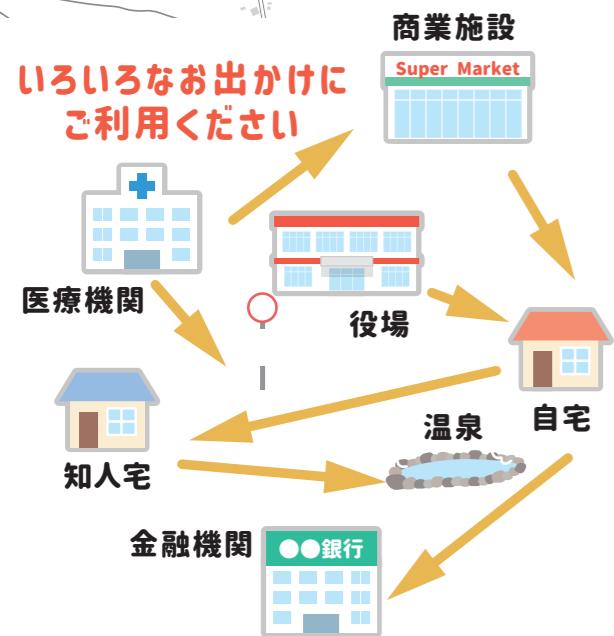 商業施設
いろいろなお出かけに
ご利用ください
Super Market
医療機関
役場
自宅
温泉
知人宅
金融機関
●●銀行